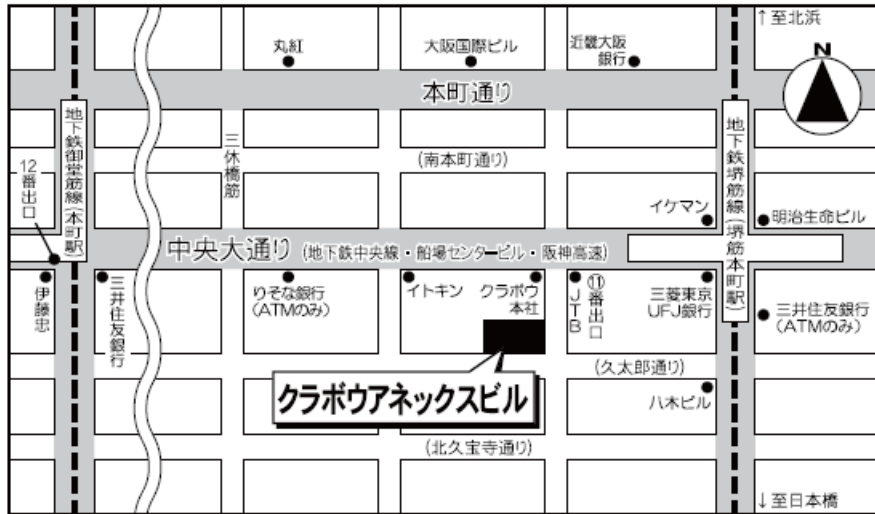 ↑至北浜
丸紅
大阪国際ビル
近畿大阪
銀行
N
本町通り
地下鉄御堂筋線(本町駅)
12番出口
三休橋筋
(南本町通り)
地下鉄堺筋線(堺筋本町駅)
イケマン
明治生命ビル
中央大通り(地下鉄中央線・船場センタービル・阪神高速)
伊藤忠
三井住友銀行
りそな銀行
(ATMのみ)
イトキン
クラボウ
本社
JTB
⑪番出口
三菱東京
UFJ銀行
三井住友銀行
(ATMのみ)
(久太郎通り)
クラボウアネックスビル
八木ビル
(北久宝寺通り)
↓至日本橋